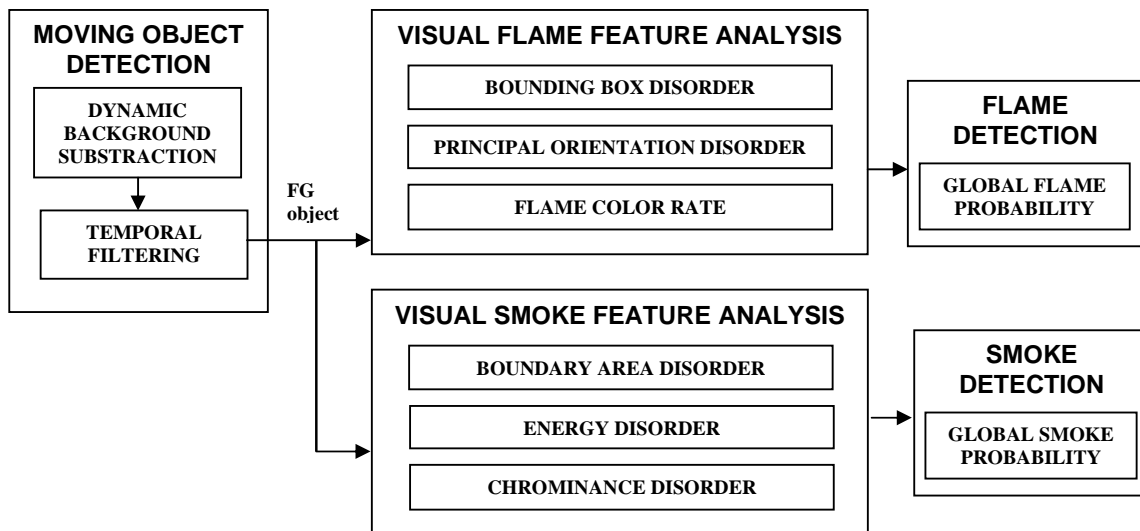 MOVING OBJECT
DETECTION
DYNAMIC
BACKGROUND
SUBSTRACTION
TEMPORAL
FILTERING
FG
object
VISUAL FLAME FEATURE ANALYSIS
BOUNDING BOX DISORDER
PRINCIPAL ORIENTATION DISORDER
FLAME COLOR RATE
FLAME
DETECTION
GLOBAL FLAME
PROBABILITY
VISUAL SMOKE FEATURE ANALYSIS
BOUNDARY AREA DISORDER
ENERGY DISORDER
CHROMINANCE DISORDER
SMOKE
DETECTION
GLOBAL SMOKE
PROBABILITY